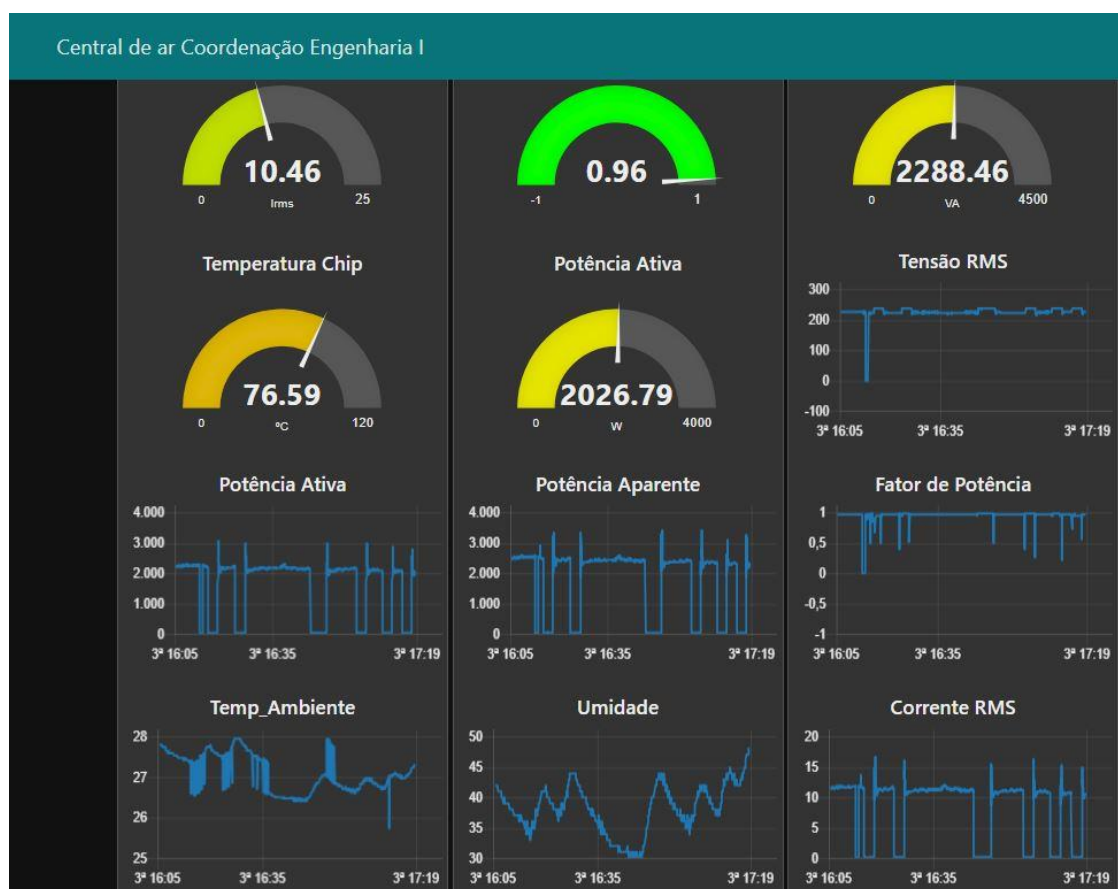 Central de ar Coordenação Engenharia I
10.46
0 Irms 25
0.96
-1 1
2288.46
0 VA 4500
Temperatura Chip
76.59
0 ºC 120
Potência Ativa
2026.79
0 W 4000
Tensão RMS
300
200
100
0
-100
3ª 16:05 3ª 16:35 3ª 17:19
Potência Ativa
4.000
3.000
2.000
1.000
0
3ª 16:05 3ª 16:35 3ª 17:19
Potência Aparente
4.000
3.000
2.000
1.000
0
3ª 16:05 3ª 16:35 3ª 17:19
Fator de Potência
1
0,5
0
-0,5
-1
3ª 16:05 3ª 16:35 3ª 17:19
Temp_Ambiente
28
27
26
25
3ª 16:05 3ª 16:35 3ª 17:19
Umidade
50
45
40
35
30
3ª 16:05 3ª 16:35 3ª 17:19
Corrente RMS
20
15
10
5
0
3ª 16:05 3ª 16:35 3ª 17:19